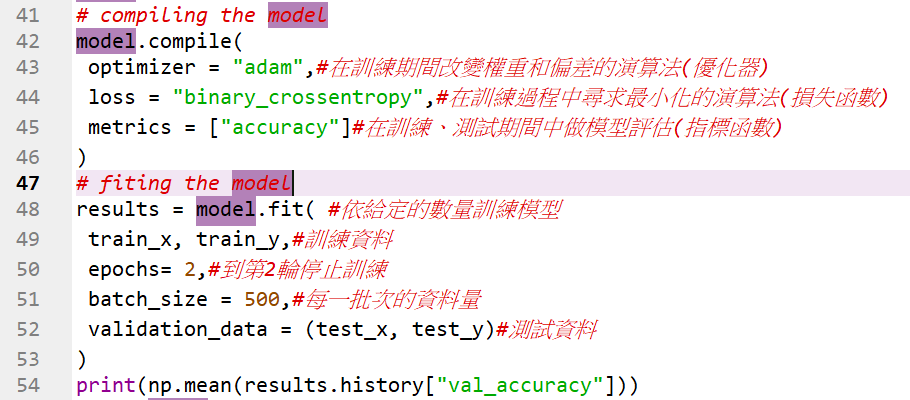 41 # compiling the model
42 model.compile(
43  optimizer = "adam",#在訓練期間改變權重和偏差的演算法(優化器)
44  loss = "binary_crossentropy",#在訓練過程中尋求最小化的演算法(損失函數)
45  metrics = ["accuracy"]#在訓練、測試期間中做模型評估(指標函數)
46 )
47 # fiting the model
48 results = model.fit( #依給定的數量訓練模型
49  train_x, train_y,#訓練資料
50  epochs= 2,#到第2輪停止訓練
51  batch_size = 500,#每一批次的資料量
52  validation_data = (test_x, test_y)#測試資料
53 )
54 print(np.mean(results.history["val_accuracy"]))